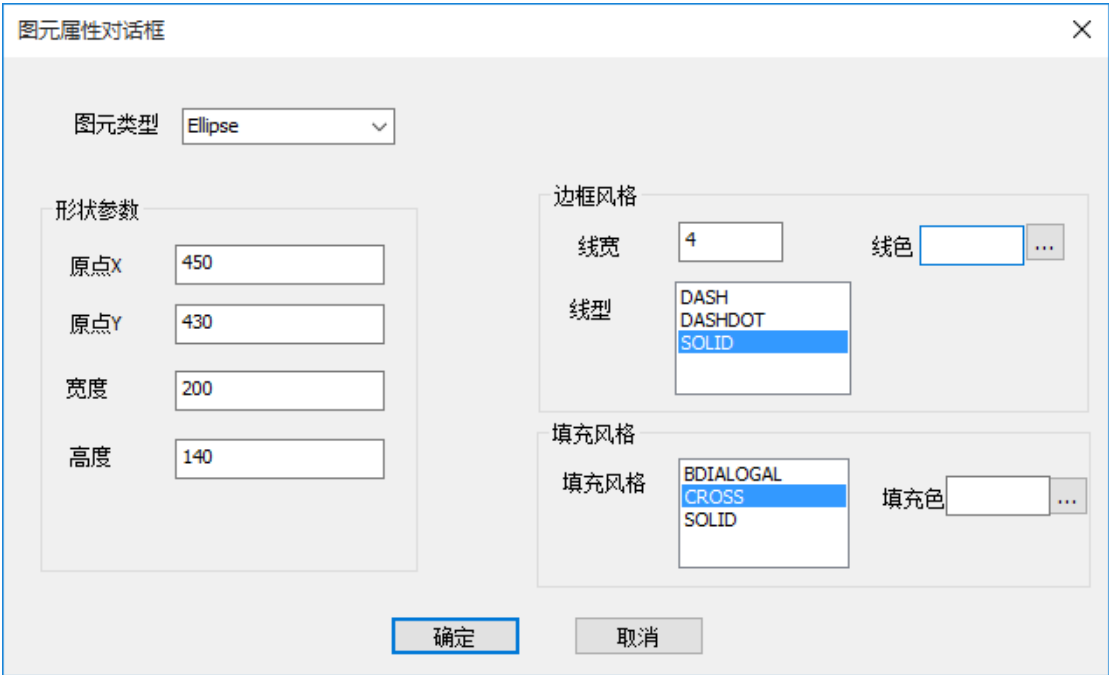 图元属性对话框
图元类型 Ellipse
形状参数
原点X 450
原点Y 430
宽度 200
高度 140
边框风格
线宽 4 线色 ...
线型
DASH
DASHDOT
SOLID
填充风格
填充风格
BDIALOGAL
CROSS
SOLID
填充色 ...
确定 取消